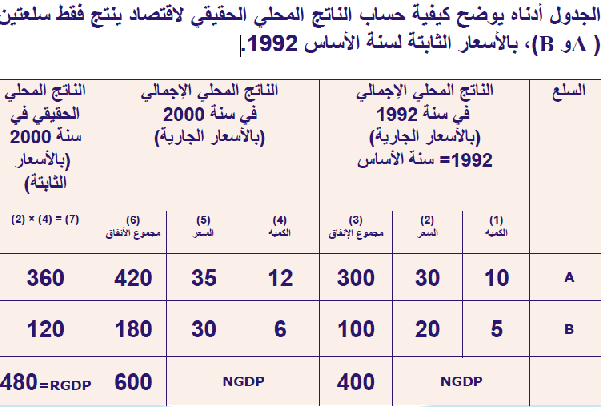 الجدول أدناه يوضح كيفية حساب الناتج المحلي الحقيقي لاقتصاد ينتج فقط سلعتين
( A و B)، بالأسعار الثابتة لسنة الأساس 1992.
السلع
الناتج المحلي الإجمالي
في سنة 1992
(بالأسعار الجارية)
1992= سنة الأساس
الناتج المحلي الإجمالي
في سنة 2000
(بالأسعار الجارية)
الناتج المحلي
الحقيقي في
سنة 2000
(بالأسعار
الثابتة)
(1) (2) (3) (4) (5) (6) (7) = (4) × (2)
الكمية السعر مجموع الإنفاق الكمية السعر مجموع الأنفاق
A 10 30 300 12 35 420 360
B 5 20 100 6 30 180 120
NGDP 400 NGDP 600 480=RGDP